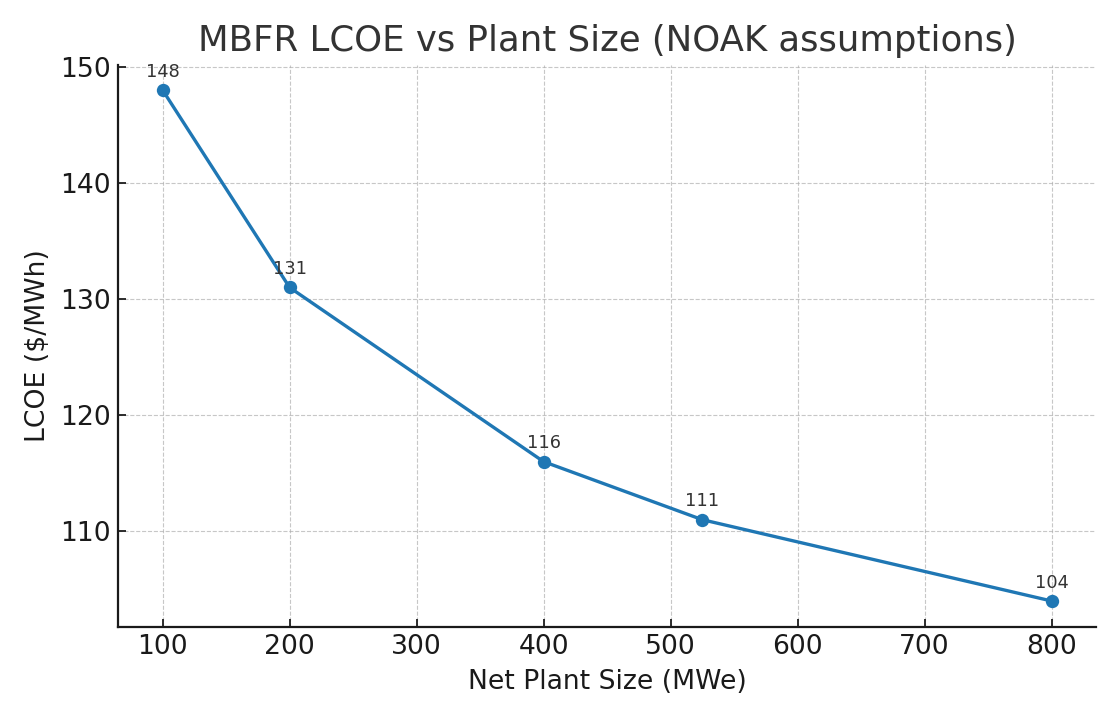 MBFR LCOE vs Plant Size (NOAK assumptions)
150
140
130
120
110
LCOE ($/MWh)
148
131
116
111
104
100 200 300 400 500 600 700 800
Net Plant Size (MWe)